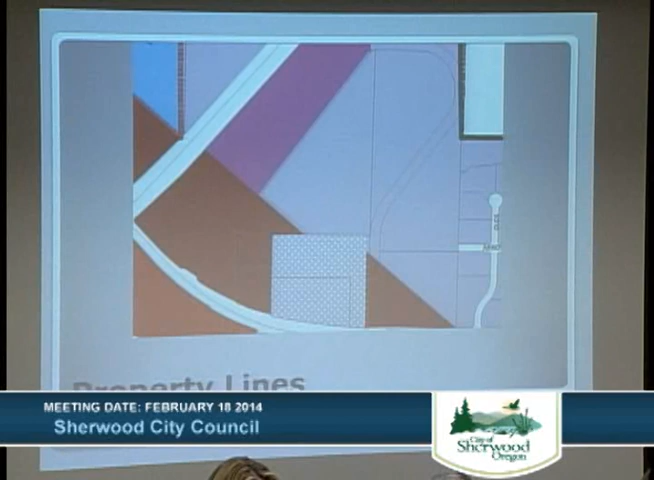 Property Lines
MEETING DATE: FEBRUARY 18 2014
Sherwood City Council
City of
Sherwood
Oregon